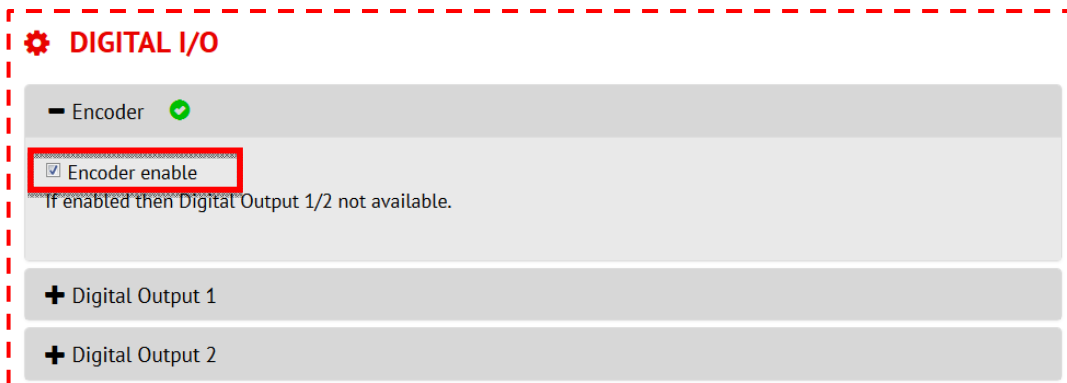 DIGITAL I/O
Encoder
Encoder enable
If enabled then Digital Output 1/2 not available.
Digital Output 1
Digital Output 2